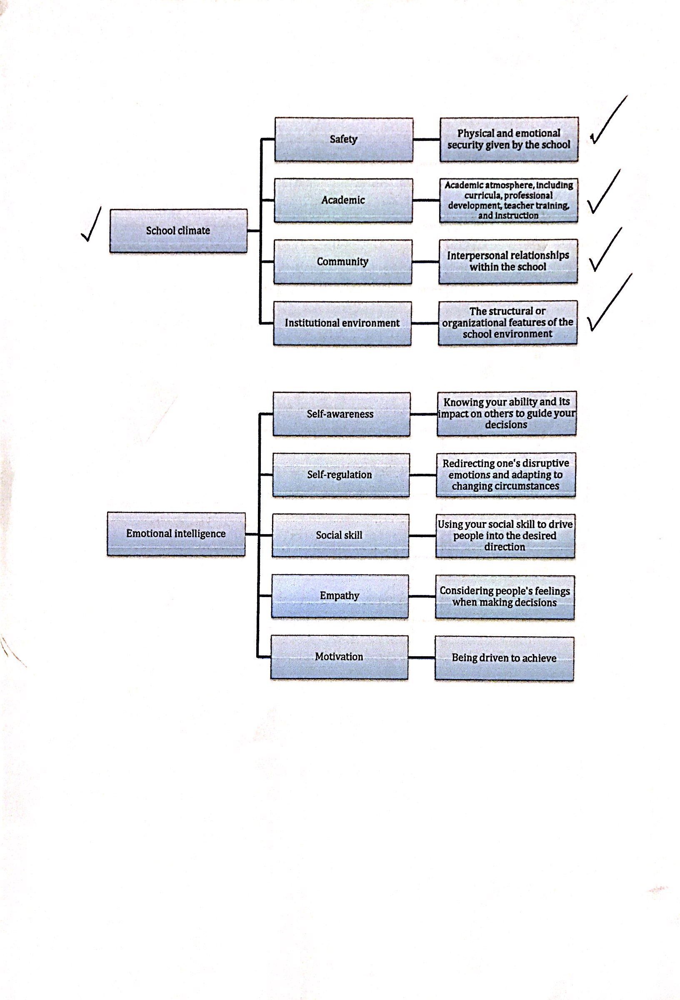 Safety
Physical and emotional
security given by the school
Academic
Academic atmosphere, including
curricula, professional
development, teacher training,
and instruction
School climate
Community
Interpersonal relationships
within the school
Institutional environment
The structural or
organizational features of the
school environment
Self-awareness
Knowing your ability and its
impact on others to guide your
decisions
Self-regulation
Redirecting one's disruptive
emotions and adapting to
changing circumstances
Emotional intelligence
Social skill
Using your social skill to drive
people into the desired
direction
Empathy
Considering people's feelings
when making decisions
Motivation
Being driven to achieve